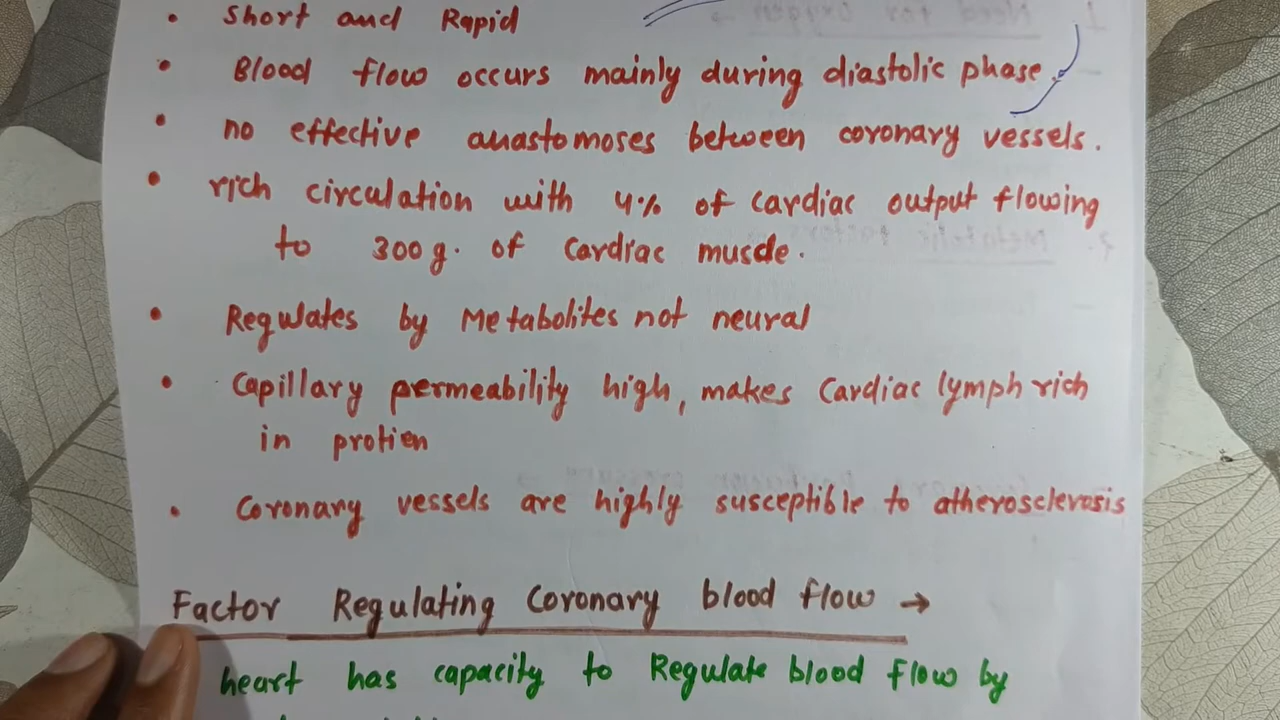 • Short and Rapid
• Blood flow occurs mainly during diastolic phase.
• no effective anastomoses between coronary vessels.
• rich circulation with 4% of cardiac output flowing
to 300g. of cardiac muscle.
• Regulates by Metabolites not neural
• Capillary permeability high, makes Cardiac lymph rich
in protien
• Coronary vessels are highly susceptible to atherosclerosis
Factor Regulating Coronary blood flow →
heart has capacity to Regulate blood flow by